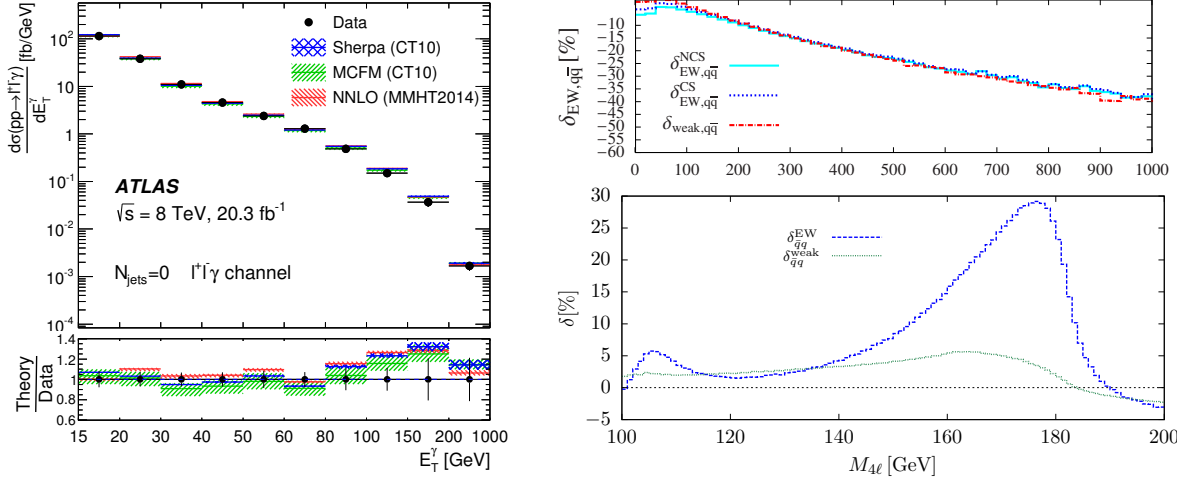 dσ(pp→l⁺l⁻γ) / dE_T^γ [fb/GeV]
10²
10
1
10⁻¹
10⁻²
10⁻³
10⁻⁴
Data
Sherpa (CT10)
MCFM (CT10)
NNLO (MMHT2014)
ATLAS
√s = 8 TeV, 20.3 fb⁻¹
N_jets=0 l⁺l⁻γ channel
Theory
Data
1.4
1.2
1
0.8
0.6
15 20 30 40 50 60 80 100 150 200 1000
E_T^γ [GeV]
δ_EW,qq̅ [%]
-10
-20
-30
-40
-50
-60
δ^NCS_EW,qq̅
δ^CS_EW,qq̅
δ_weak,qq̅
0 100 200 300 400 500 600 700 800 900 1000
δ[%]
30
25
20
15
10
5
0
−5
δ^EW_q̅q
δ^weak_q̅q
100 120 140 160 180 200
M_4ℓ [GeV]